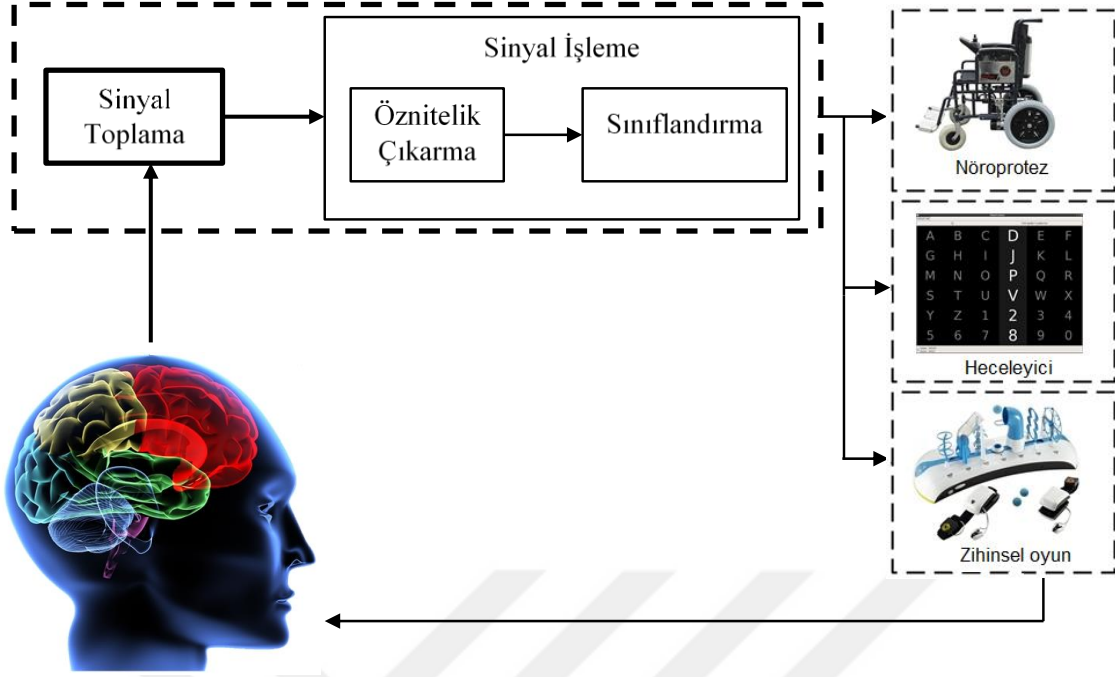 Sinyal İşleme
Sinyal
Toplama
Öznitelik
Çıkarma
Sınıflandırma
Nöroprotez
A B C D E F
G H I J K L
M N O P Q R
S T U V W X
Y Z 1 2 3 4
5 6 7 8 9 0
Heceleyici
Zihinsel oyun